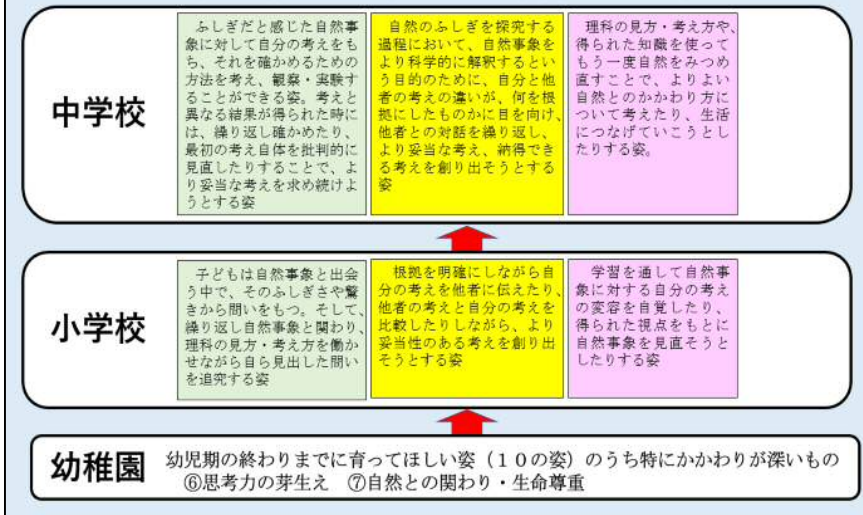 中学校
ふしぎだと感じた自然事
象に対して自分の考えをも
ち、それを確かめるための
方法を考え、観察・実験す
ることができる姿。考えと
異なる結果が得られた時に
は、繰り返し確かめたり、
最初の考え自体を批判的に
見直したりすることで、よ
り妥当な考えを求め続けよ
うとする姿
自然のふしぎを探究する
過程において、自然事象を
より科学的に解釈するとい
う目的のために、自分と他
者の考えの違いが、何を根
拠にしたものかに目を向け、
他者との対話を繰り返し、
より妥当な考え、納得でき
る考えを創り出そうとする
姿
理科の見方・考え方や、
得られた知識を使って
もう一度自然をみつめ
直すことで、よりよい
自然とのかかわり方に
ついて考えたり、生活
につなげていこうとし
たりする姿。
小学校
子どもは自然事象と出会
う中で、そのふしぎさや驚
きから問いをもつ。そして、
繰り返し自然事象と関わり、
理科の見方・考え方を働か
せながら自ら見出した問い
を追究する姿
根拠を明確にしながら自
分の考えを他者に伝えたり、
他者の考えと自分の考えを
比較したりしながら、より
妥当性のある考えを創り出
そうとする姿
学習を通して自然事
象に対する自分の考え
の変容を自覚したり、
得られた視点をもとに
自然事象を見直そうと
したりする姿
幼稚園
幼児期の終わりまでに育ってほしい姿（１０の姿）のうち特にかかわりが深いもの
⑥思考力の芽生え　⑦自然との関わり・生命尊重